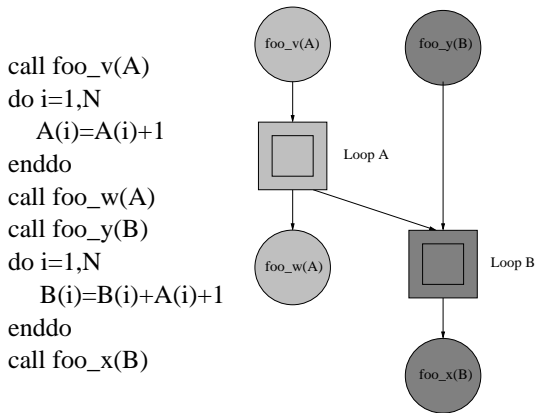 call foo_v(A)
do i=1,N
A(i)=A(i)+1
enddo
call foo_w(A)
call foo_y(B)
do i=1,N
B(i)=B(i)+A(i)+1
enddo
call foo_x(B)
foo_v(A)
foo_y(B)
Loop A
foo_w(A)
Loop B
foo_x(B)